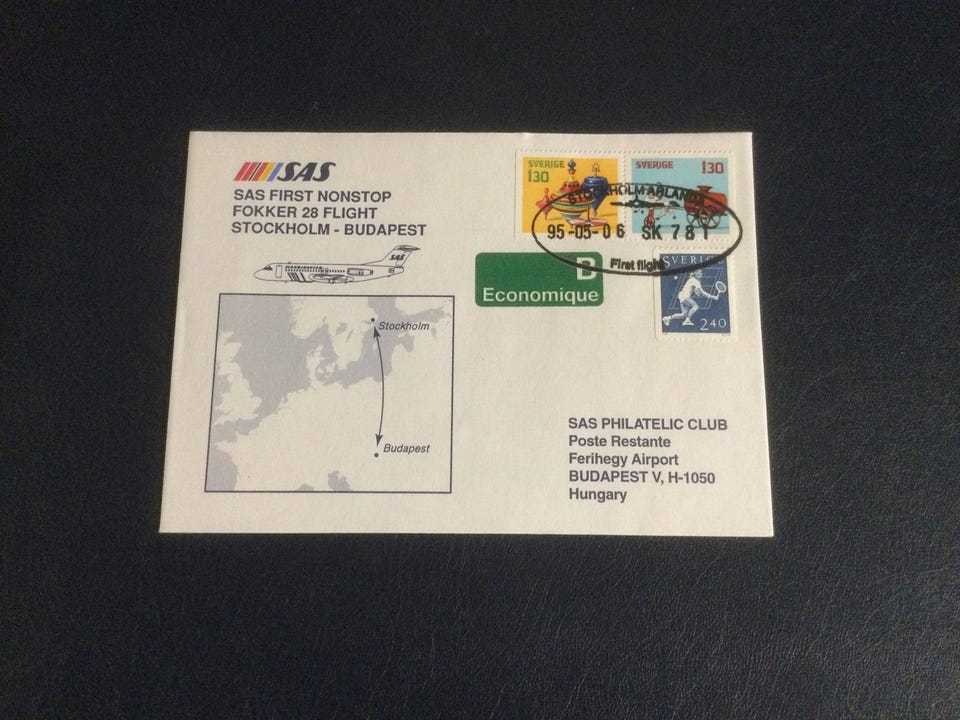 SAS
SAS FIRST NONSTOP
FOKKER 28 FLIGHT
STOCKHOLM - BUDAPEST
SAS
Stockholm
Budapest
SVERIGE
130
SVERIGE
130
STOCKHOLM ARLANDA
95-05-06 SK 781
First flight
B
Economique
SVERIGE
240
SAS PHILATELIC CLUB
Poste Restante
Ferihegy Airport
BUDAPEST V, H-1050
Hungary